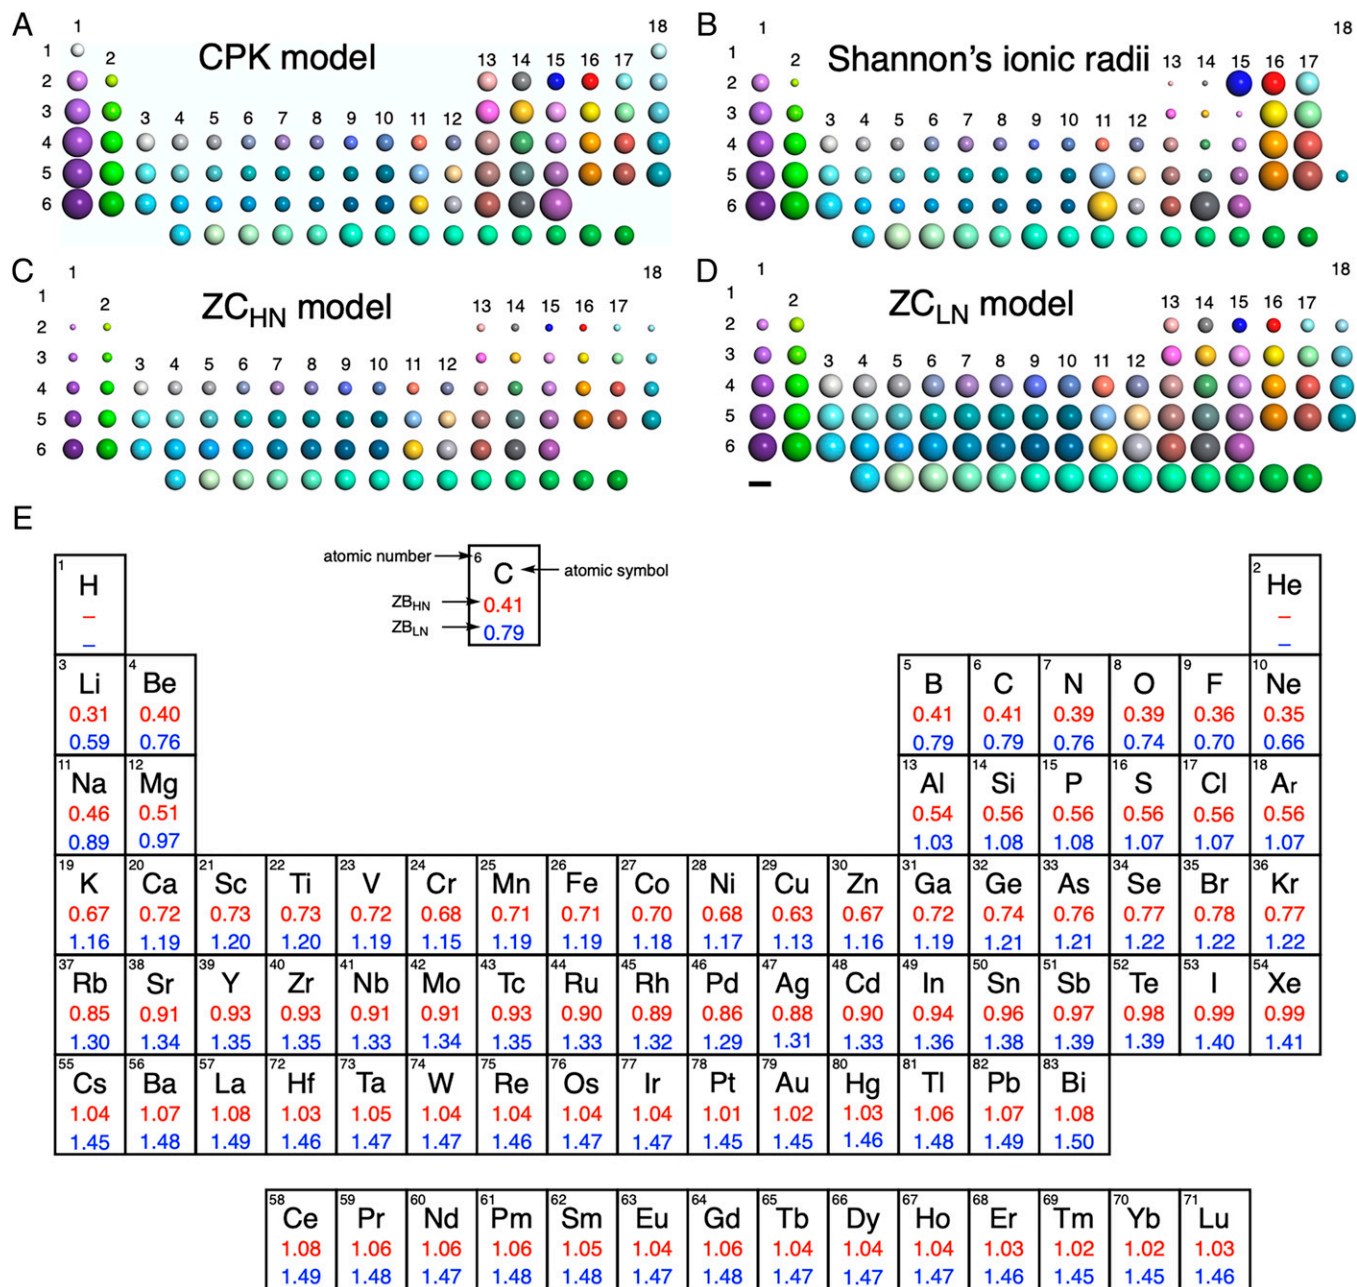 A
1
18
CPK model
2
13 14 15 16 17
1
2
3
3 4 5 6 7 8 9 10 11 12
4
5
6
B
1
18
Shannon's ionic radii
2
13 14 15 16 17
1
2
3
3 4 5 6 7 8 9 10 11 12
4
5
6
C
1
18
ZCHN model
2
13 14 15 16 17
1
2
3
3 4 5 6 7 8 9 10 11 12
4
5
6
D
1
18
ZCLN model
2
13 14 15 16 17
1
2
3
3 4 5 6 7 8 9 10 11 12
4
5
6
E
atomic number
6
C
atomic symbol
ZBHN
0.41
ZBLN
0.79
1 2
H He
– –
– –
3 4 5 6 7 8 9 10
Li Be B C N O F Ne
0.31 0.40 0.41 0.41 0.39 0.39 0.36 0.35
0.59 0.76 0.79 0.79 0.76 0.74 0.70 0.66
11 12 13 14 15 16 17 18
Na Mg Al Si P S Cl Ar
0.46 0.51 0.54 0.56 0.56 0.56 0.56 0.56
0.89 0.97 1.03 1.08 1.08 1.07 1.07 1.07
19 20 21 22 23 24 25 26 27 28 29 30 31 32 33 34 35 36
K Ca Sc Ti V Cr Mn Fe Co Ni Cu Zn Ga Ge As Se Br Kr
0.67 0.72 0.73 0.73 0.72 0.68 0.71 0.71 0.70 0.68 0.63 0.67 0.72 0.74 0.76 0.77 0.78 0.77
1.16 1.19 1.20 1.20 1.19 1.15 1.19 1.19 1.18 1.17 1.13 1.16 1.19 1.21 1.21 1.22 1.22 1.22
37 38 39 40 41 42 43 44 45 46 47 48 49 50 51 52 53 54
Rb Sr Y Zr Nb Mo Tc Ru Rh Pd Ag Cd In Sn Sb Te I Xe
0.85 0.91 0.93 0.93 0.91 0.91 0.93 0.90 0.89 0.86 0.88 0.90 0.94 0.96 0.97 0.98 0.99 0.99
1.30 1.34 1.35 1.35 1.33 1.34 1.35 1.33 1.32 1.29 1.31 1.33 1.36 1.38 1.39 1.39 1.40 1.41
55 56 57 72 73 74 75 76 77 78 79 80 81 82 83
Cs Ba La Hf Ta W Re Os Ir Pt Au Hg Tl Pb Bi
1.04 1.07 1.08 1.03 1.05 1.04 1.04 1.04 1.04 1.01 1.02 1.03 1.06 1.07 1.08
1.45 1.48 1.49 1.46 1.47 1.47 1.46 1.47 1.47 1.45 1.45 1.46 1.48 1.49 1.50
58 59 60 61 62 63 64 65 66 67 68 69 70 71
Ce Pr Nd Pm Sm Eu Gd Tb Dy Ho Er Tm Yb Lu
1.08 1.06 1.06 1.06 1.05 1.04 1.06 1.04 1.04 1.04 1.03 1.02 1.02 1.03
1.49 1.48 1.47 1.48 1.48 1.47 1.48 1.47 1.47 1.47 1.46 1.45 1.45 1.46